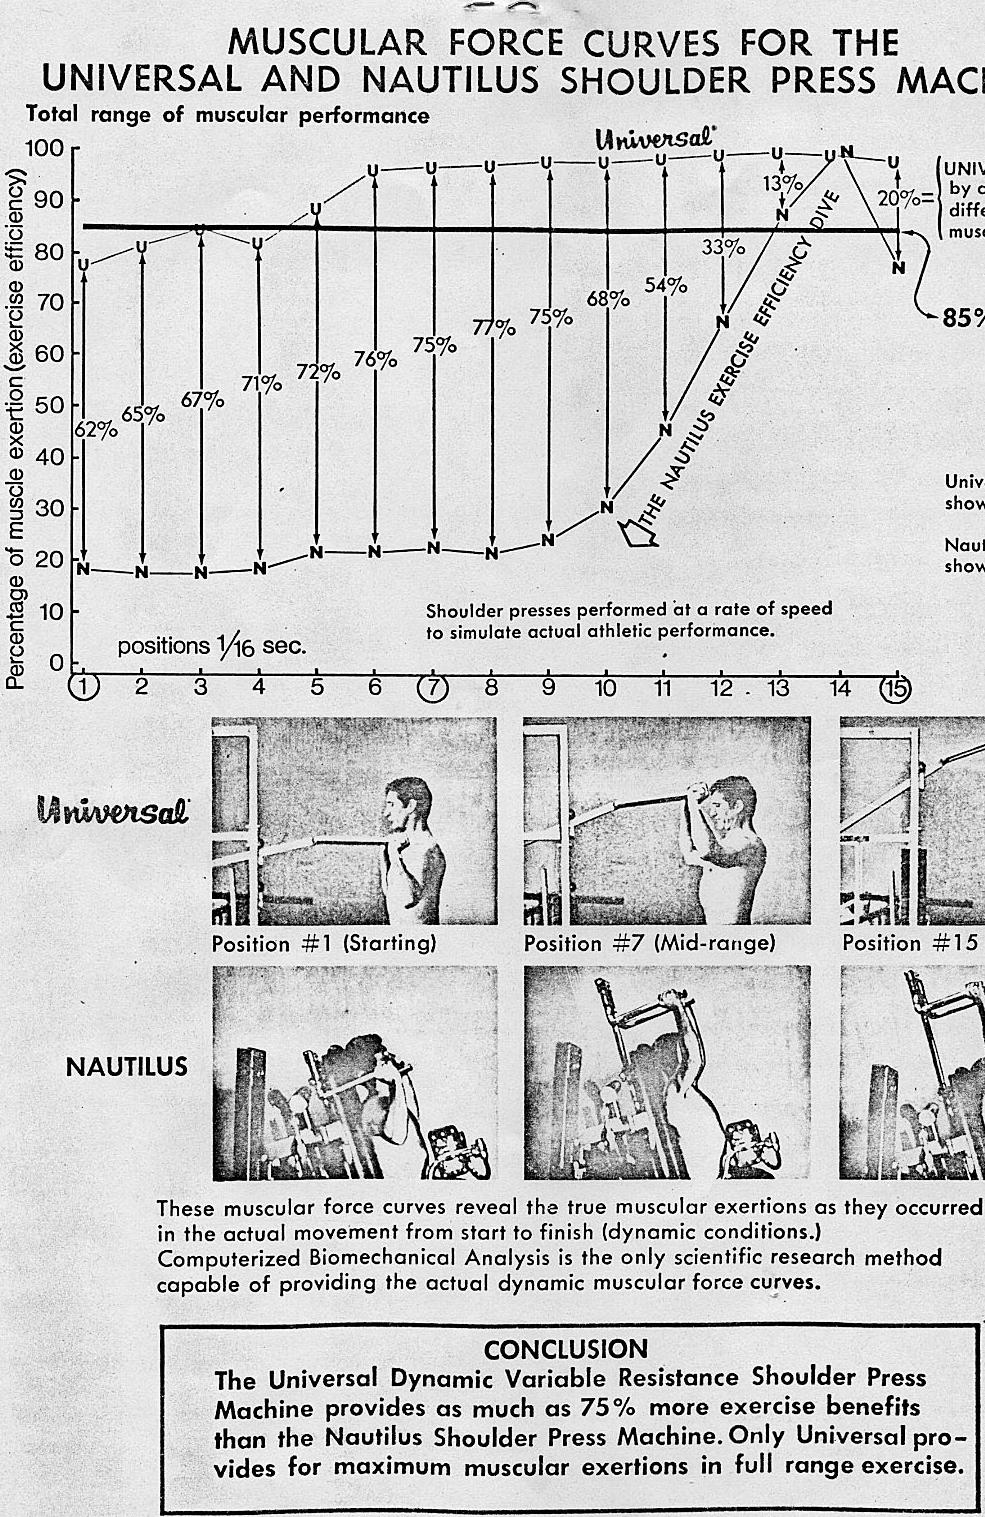 MUSCULAR FORCE CURVES FOR THE
UNIVERSAL AND NAUTILUS SHOULDER PRESS
Total range of muscular performance
Universal
Percentage of muscle exertion (exercise efficiency)
100
90
80
70
60
50
40
30
20
10
0
U U U U U U U U U U U U U U U
N N N N N N N N N N N N N N N
62% 65% 67% 71% 72% 76% 75% 77% 75% 68% 54% 33% 13% 20%=
by
85%
THE NAUTILUS EXERCISE EFFICIENCY DIVE
Shoulder presses performed at a rate of speed
to simulate actual athletic performance.
positions 1/16 sec.
1 2 3 4 5 6 7 8 9 10 11 12 13 14 15
Universal
Position #1 (Starting)
Position #7 (Mid-range)
Position #15
NAUTILUS
These muscular force curves reveal the true muscular exertions as they occurred
in the actual movement from start to finish (dynamic conditions.)
Computerized Biomechanical Analysis is the only scientific research method
capable of providing the actual dynamic muscular force curves.
CONCLUSION
The Universal Dynamic Variable Resistance Shoulder Press
Machine provides as much as 75% more exercise benefits
than the Nautilus Shoulder Press Machine. Only Universal pro-
vides for maximum muscular exertions in full range exercise.